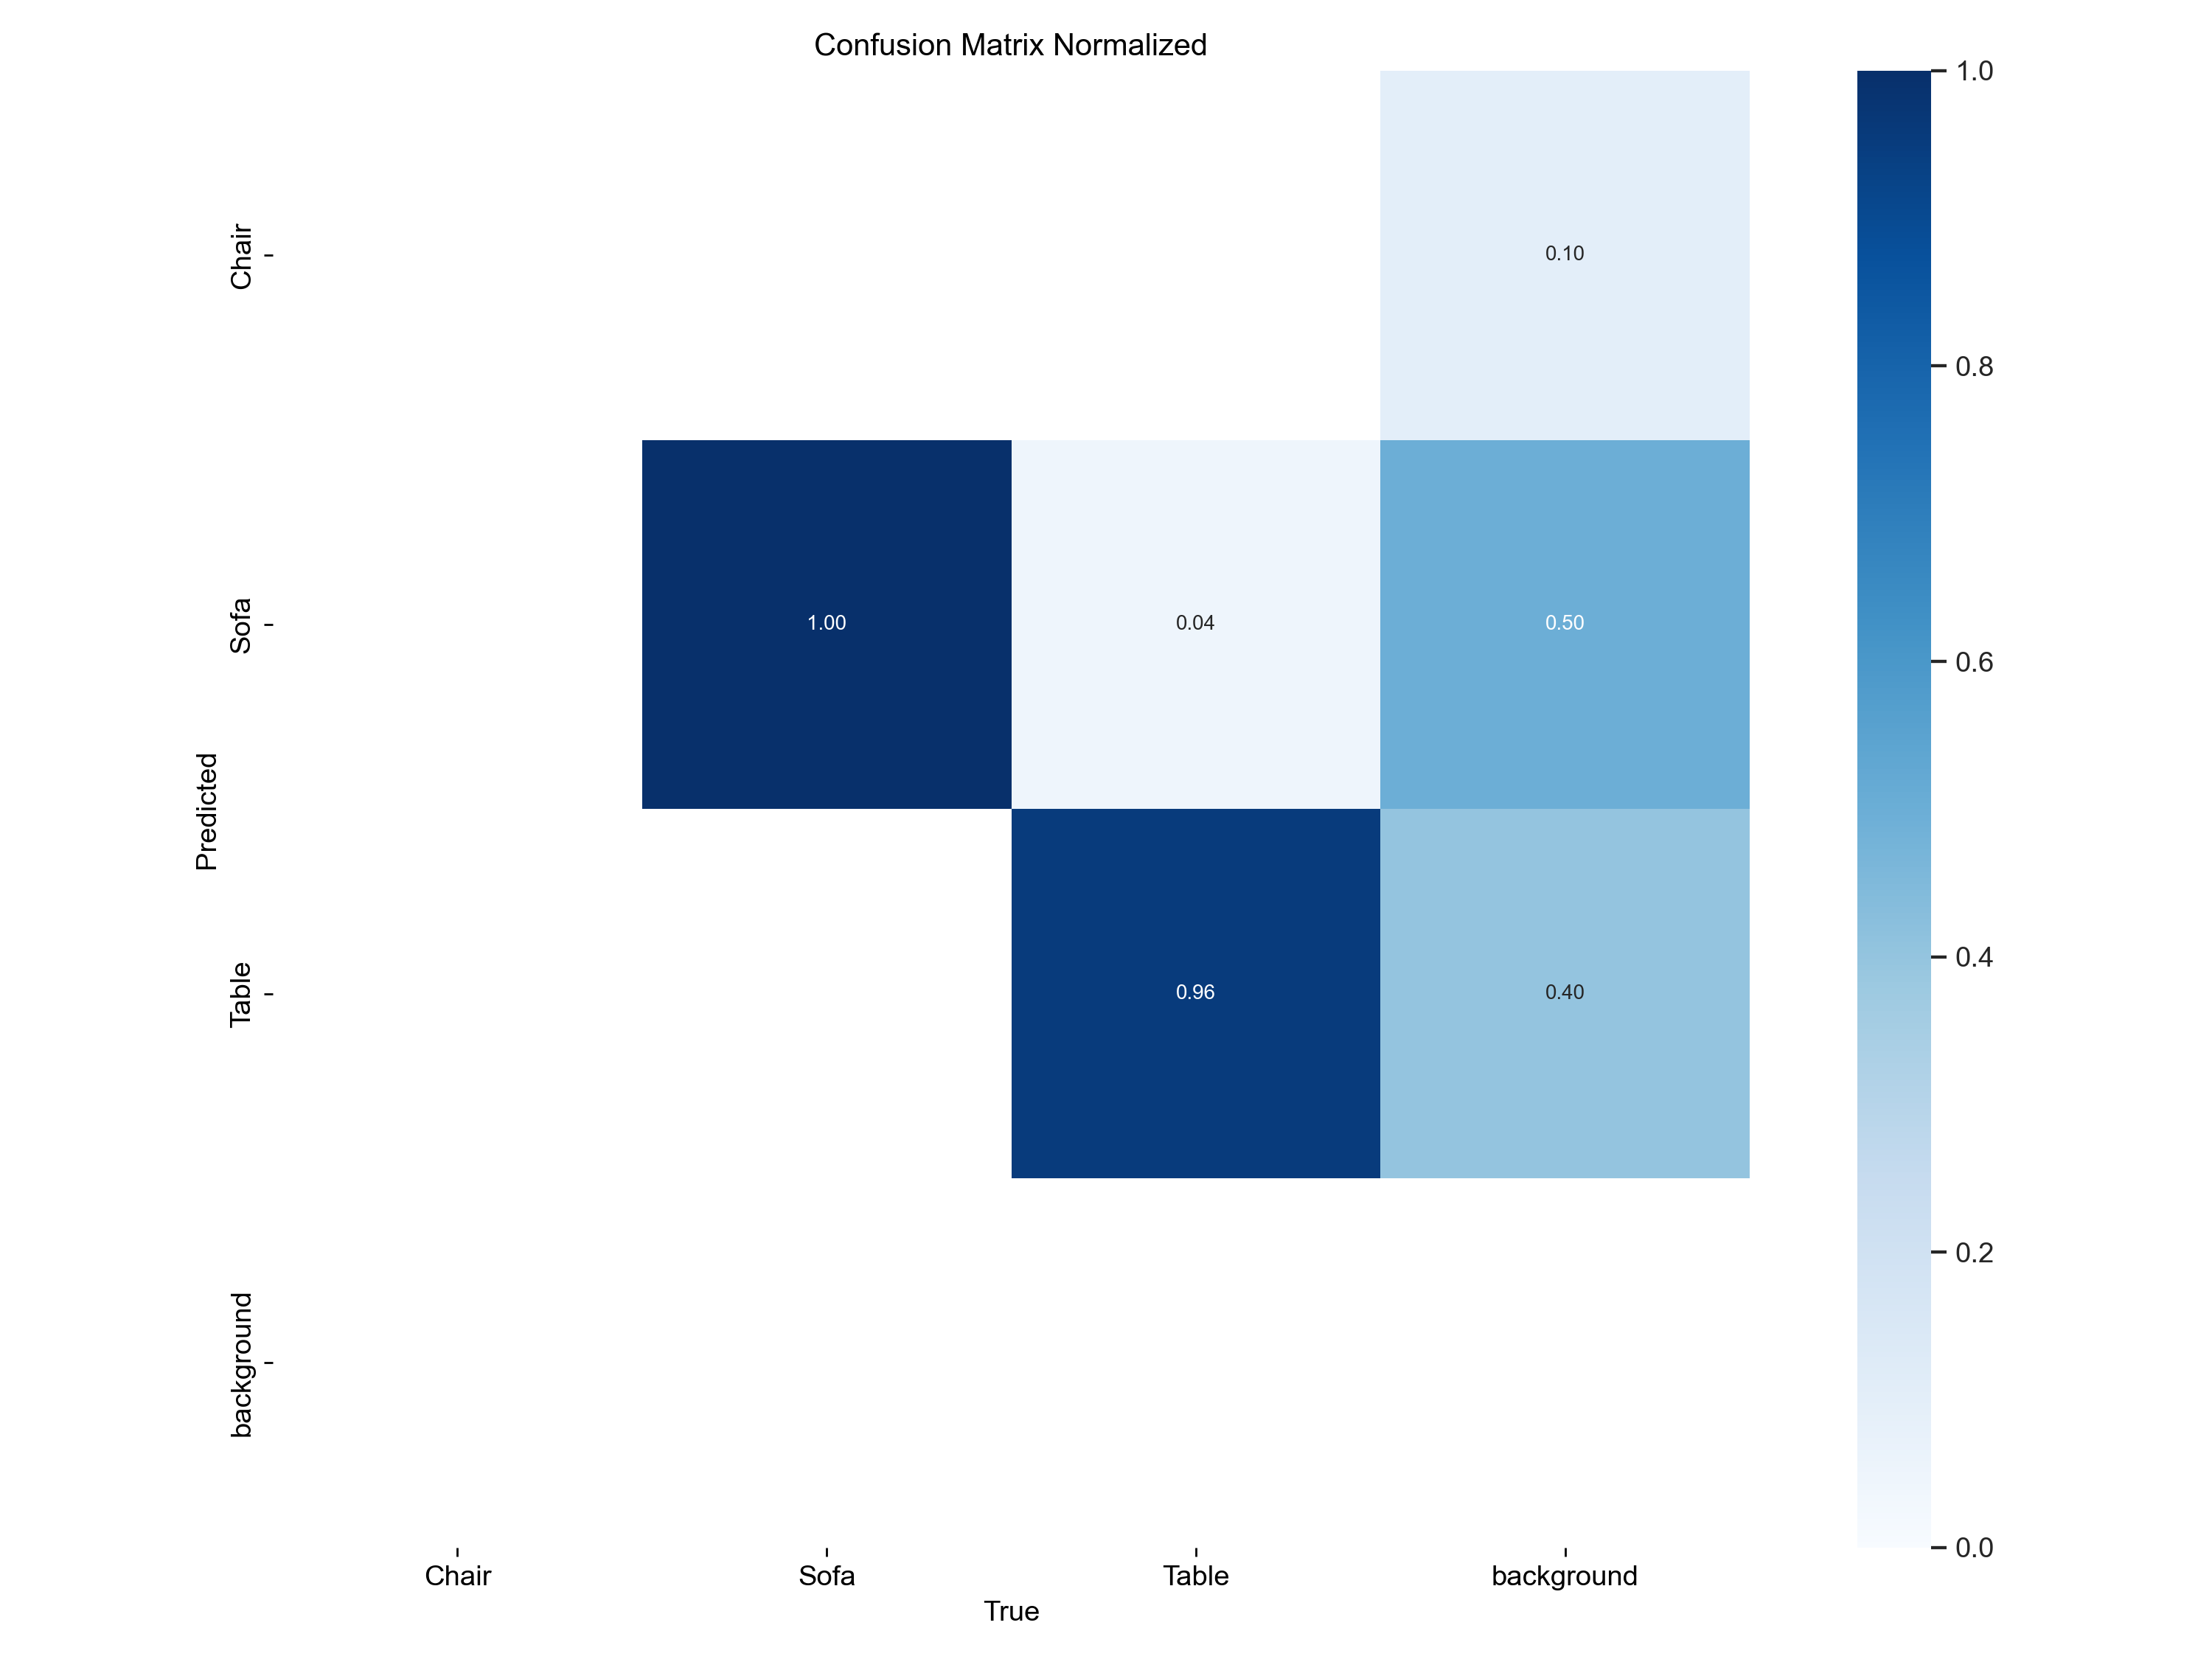 Confusion Matrix Normalized
Chair
Sofa
Table
background
Predicted
0.10
1.00
0.04
0.50
0.96
0.40
Chair
Sofa
Table
background
True
1.0
0.8
0.6
0.4
0.2
0.0